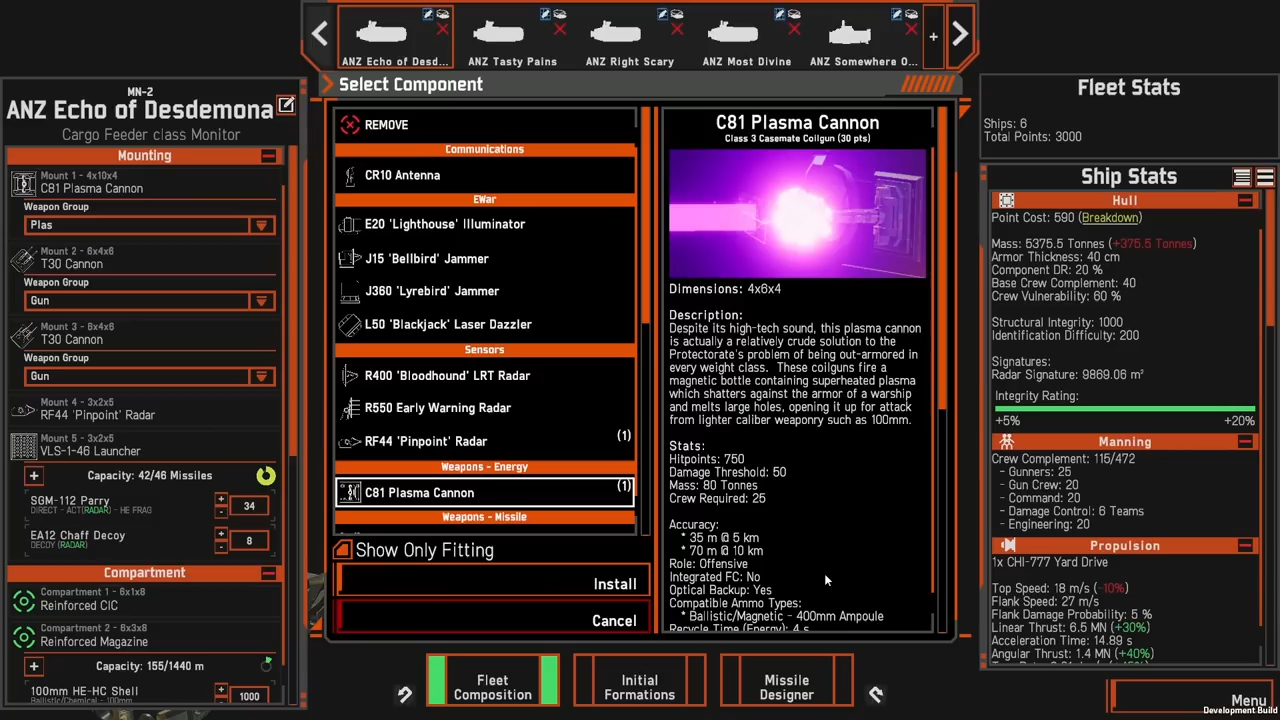 ANZ Echo of Desd...
ANZ Tasty Pains
ANZ Right Scary
ANZ Most Divine
ANZ Somewhere O...
+
MN-2
ANZ Echo of Desdemona
Cargo Feeder class Monitor
Mounting
Mount 1 - 4x10x4
C81 Plasma Cannon
Weapon Group
Plas
Mount 2 - 6x4x6
T30 Cannon
Weapon Group
Gun
Mount 3 - 6x4x6
T30 Cannon
Weapon Group
Gun
Mount 4 - 3x2x5
RF44 'Pinpoint' Radar
Mount 5 - 3x2x5
VLS-1-46 Launcher
+ Capacity: 42/46 Missiles
SGM-112 Parry
DIRECT - ACT(RADAR) - HE FRAG
+
-
34
EA12 Chaff Decoy
DECOY (RADAR)
+
-
8
Compartment
Compartment 1 - 6x1x8
Reinforced CIC
Compartment 2 - 6x3x8
Reinforced Magazine
+ Capacity: 155/1440 m
100mm HE-HC Shell
Ballistic/Chemical - 100mm
+
1000
Select Component
REMOVE
Communications
CR10 Antenna
EWar
E20 'Lighthouse' Illuminator
J15 'Bellbird' Jammer
J360 'Lyrebird' Jammer
L50 'Blackjack' Laser Dazzler
Sensors
R400 'Bloodhound' LRT Radar
R550 Early Warning Radar
RF44 'Pinpoint' Radar (1)
Weapons - Energy
C81 Plasma Cannon (1)
Weapons - Missile
Show Only Fitting
Install
Cancel
C81 Plasma Cannon
Class 3 Casemate Coilgun (30 pts)
Dimensions: 4x6x4
Description:
Despite its high-tech sound, this plasma cannon
is actually a relatively crude solution to the
Protectorate's problem of being out-armored in
every weight class. These coilguns fire a
magnetic bottle containing superheated plasma
which shatters against the armor of a warship
and melts large holes, opening it up for attack
from lighter caliber weaponry such as 100mm.
Stats:
Hitpoints: 750
Damage Threshold: 50
Mass: 80 Tonnes
Crew Required: 25
Accuracy:
* 35 m @ 5 km
* 70 m @ 10 km
Role: Offensive
Integrated FC: No
Optical Backup: Yes
Compatible Ammo Types:
* Ballistic/Magnetic - 400mm Ampoule
Recycle Time (Energy): 4 s
Fleet Composition
Initial Formations
Missile Designer
Fleet Stats
Ships: 6
Total Points: 3000
Ship Stats
Hull
Point Cost: 590 (Breakdown)
Mass: 5375.5 Tonnes (+375.5 Tonnes)
Armor Thickness: 40 cm
Component DR: 20 %
Base Crew Complement: 40
Crew Vulnerability: 60 %
Structural Integrity: 1000
Identification Difficulty: 200
Signatures:
Radar Signature: 9869.06 m²
Integrity Rating:
+5% +20%
Manning
Crew Complement: 115/472
- Gunners: 25
- Gun Crew: 20
- Command: 20
- Damage Control: 6 Teams
- Engineering: 20
Propulsion
1x CHI-777 Yard Drive
Top Speed: 18 m/s (-10%)
Flank Speed: 27 m/s
Flank Damage Probability: 5 %
Linear Thrust: 6.5 MN (+30%)
Acceleration Time: 14.89 s
Angular Thrust: 1.4 MN (+40%)
Menu
Development Build